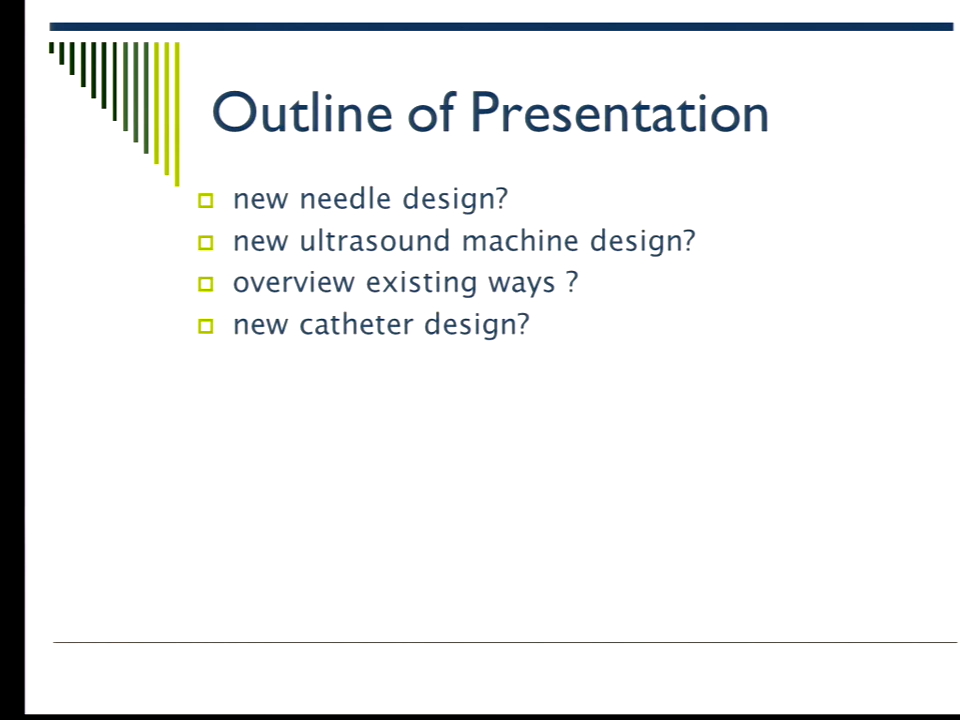 Outline of Presentation
new needle design?
new ultrasound machine design?
overview existing ways ?
new catheter design?